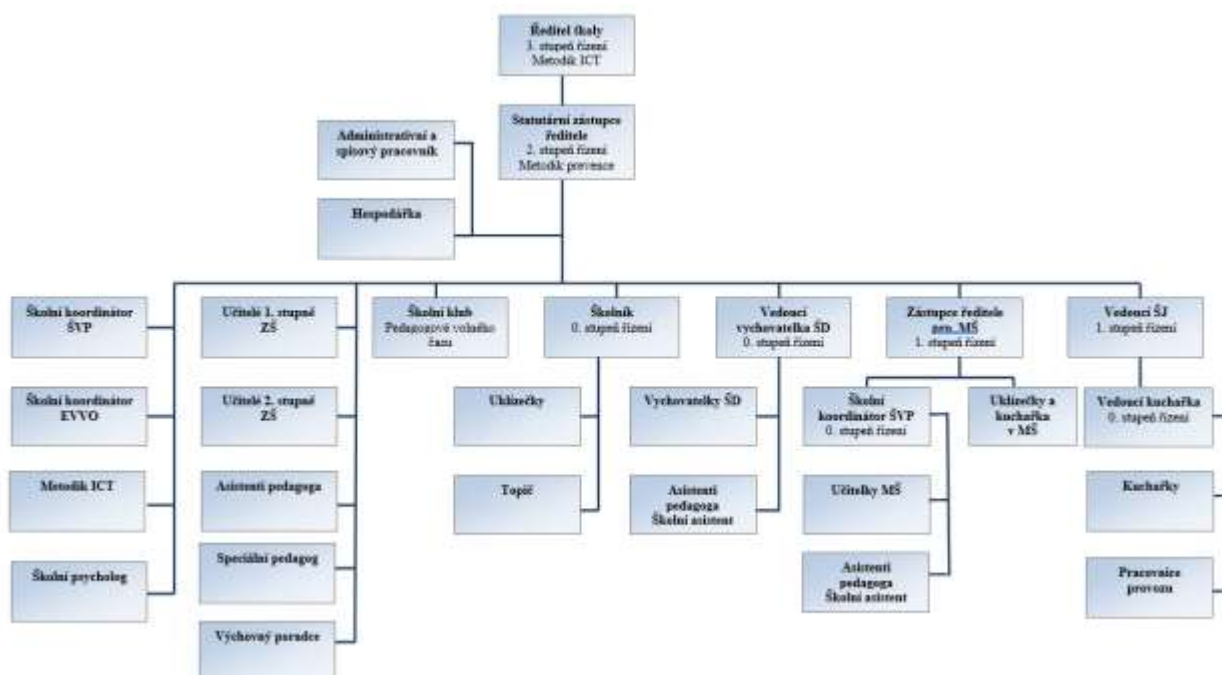 Ředitel školy
3. stupeň řízení
Metodik ICT
Statutární zástupce
ředitele
2. stupeň řízení
Metodik prevence
Administrativní a
spisový pracovník
Hospodářka
Školní koordinátor
ŠVP
Učitelé 1. stupně
ZŠ
Školní klub
Pedagogové volného
času
Školník
0. stupeň řízení
Vedoucí
vychovatelka ŠD
0. stupeň řízení
Zástupce ředitele
pro MŠ
1. stupeň řízení
Vedoucí ŠJ
1. stupeň řízení
Školní koordinátor
EVVO
Učitelé 2. stupně
ZŠ
Uklízečky
Vychovatelky ŠD
Školní
koordinátor ŠVP
0. stupeň řízení
Uklízečky a
kuchařka
v MŠ
Vedoucí kuchařka
0. stupeň řízení
Metodik ICT
Asistenti pedagoga
Topič
Asistenti
pedagoga
Školní asistent
Učitelky MŠ
Kuchařky
Školní psycholog
Speciální pedagog
Asistenti
pedagoga
Školní asistent
Pracovnice
provozu
Výchovný poradce